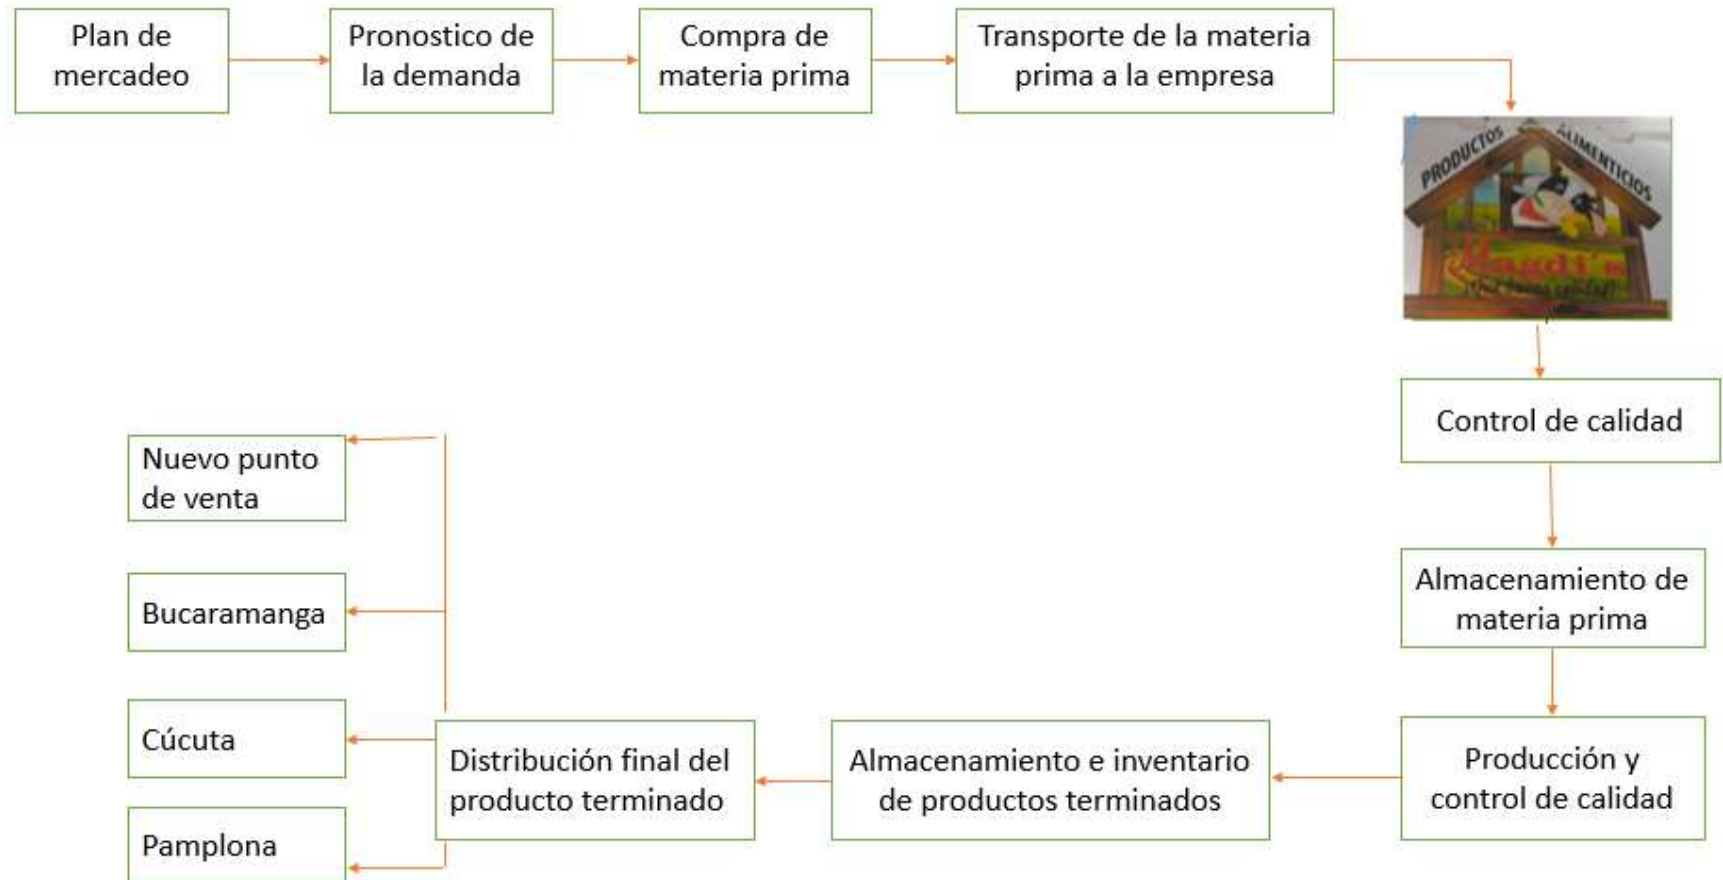 Plan de
mercadeo
Pronostico de
la demanda
Compra de
materia prima
Transporte de la materia
prima a la empresa
PRODUCTOS ALIMENTICIOS
Control de calidad
Almacenamiento de
materia prima
Producción y
control de calidad
Almacenamiento e inventario
de productos terminados
Distribución final del
producto terminado
Nuevo punto
de venta
Bucaramanga
Cúcuta
Pamplona